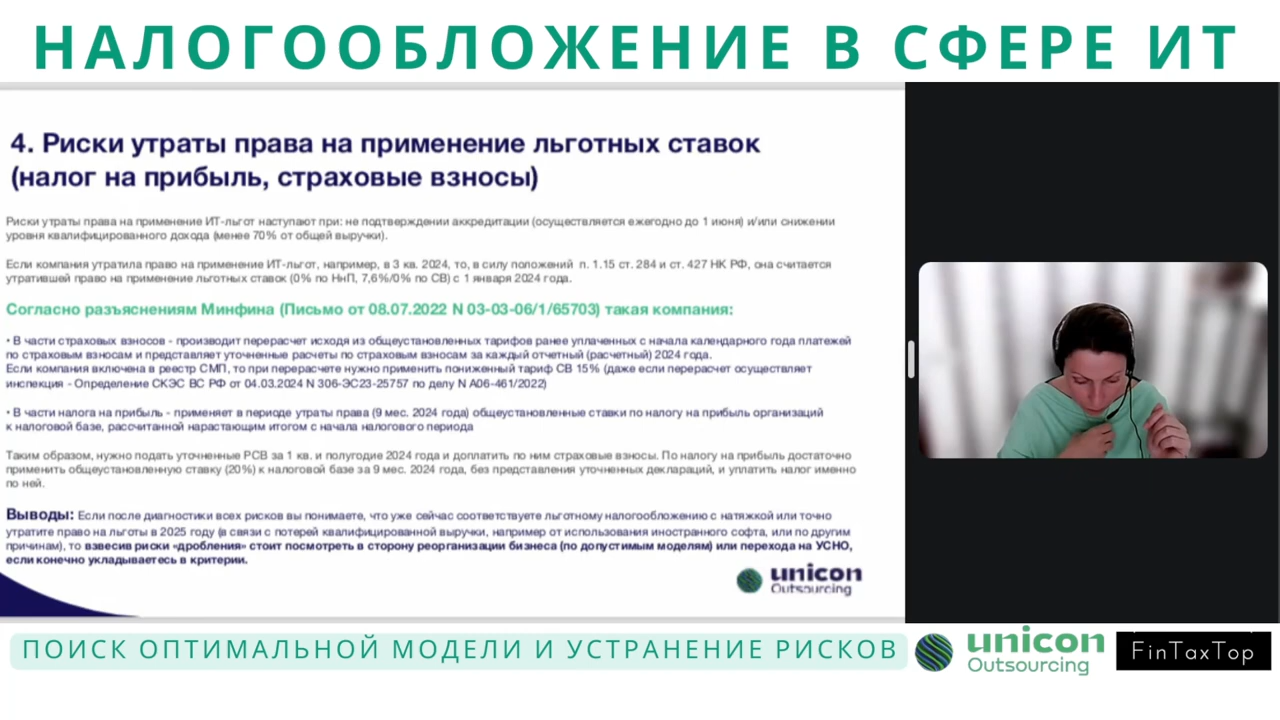 НАЛОГООБЛОЖЕНИЕ В СФЕРЕ ИТ
4. Риски утраты права на применение льготных ставок
(налог на прибыль, страховые взносы)
Риски утраты права на применение ИТ-льгот наступают при: не подтверждении аккредитации (осуществляется ежегодно до 1 июня) и/или снижении
уровня квалифицированного дохода (менее 70% от общей выручки).
Если компания утратила право на применение ИТ-льгот, например, в 3 кв. 2024, то, в силу положений п. 1.15 ст. 284 и ст. 427 НК РФ, она считается
утратившей право на применение льготных ставок (0% по НнП, 7,6%/0% по СВ) с 1 января 2024 года.
Согласно разъяснениям Минфина (Письмо от 08.07.2022 N 03-03-06/1/65703) такая компания:
• В части страховых взносов - производит перерасчет исходя из общеустановленных тарифов ранее уплаченных с начала календарного года платежей
по страховым взносам и представляет уточненные расчеты по страховым взносам за каждый отчетный (расчетный) 2024 года.
Если компания включена в реестр СМП, то при перерасчете нужно применить пониженный тариф СВ 15% (даже если перерасчет осуществляет
инспекция - Определение СКЭС ВС РФ от 04.03.2024 N 306-ЭС23-25757 по делу N А06-461/2022)
• В части налога на прибыль - применяет в периоде утраты права (9 мес. 2024 года) общеустановленные ставки по налогу на прибыль организаций
к налоговой базе, рассчитанной нарастающим итогом с начала налогового периода
Таким образом, нужно подать уточненные РСВ за 1 кв. и полугодие 2024 года и доплатить по ним страховые взносы. По налогу на прибыль достаточно
применить общеустановленную ставку (20%) к налоговой базе за 9 мес. 2024 года, без представления уточненных деклараций, и уплатить налог именно
по ней.
Выводы: Если после диагностики всех рисков вы понимаете, что уже сейчас соответствуете льготному налогообложению с натяжкой или точно
утратите право на льготы в 2025 году (в связи с потерей квалифицированной выручки, например от использования иностранного софта, или по другим
причинам), то взвесив риски «дробления» стоит посмотреть в сторону реорганизации бизнеса (по допустимым моделям) или перехода на УСНО,
если конечно укладываетесь в критерии.
unicon
Outsourcing
ПОИСК ОПТИМАЛЬНОЙ МОДЕЛИ И УСТРАНЕНИЕ РИСКОВ
unicon
Outsourcing
FinTaxTop